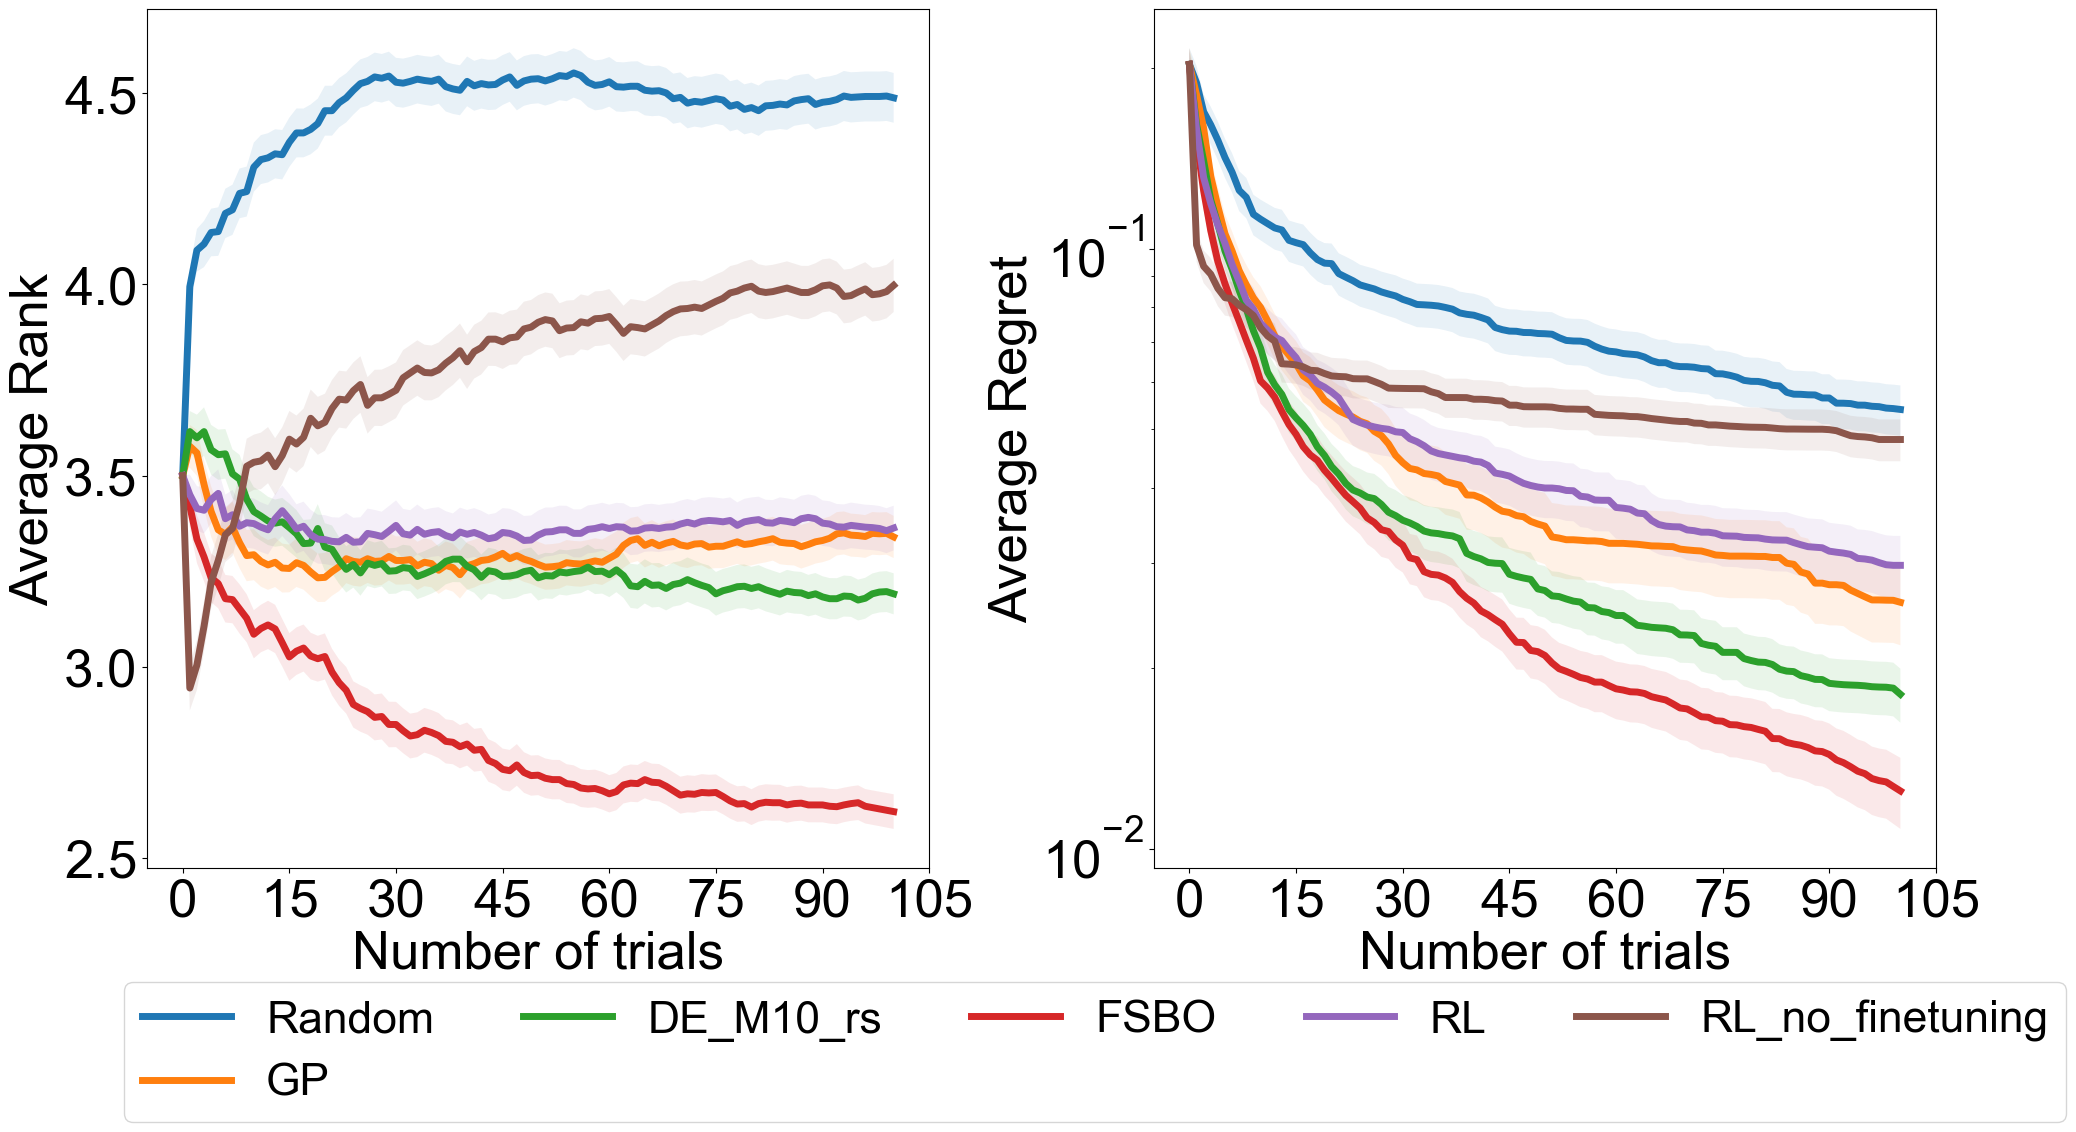 Average Rank
4.5
4.0
3.5
3.0
2.5
0 15 30 45 60 75 90 105
Number of trials
Average Regret
10⁻¹
10⁻²
0 15 30 45 60 75 90 105
Number of trials
Random DE_M10_rs FSBO RL RL_no_finetuning
GP